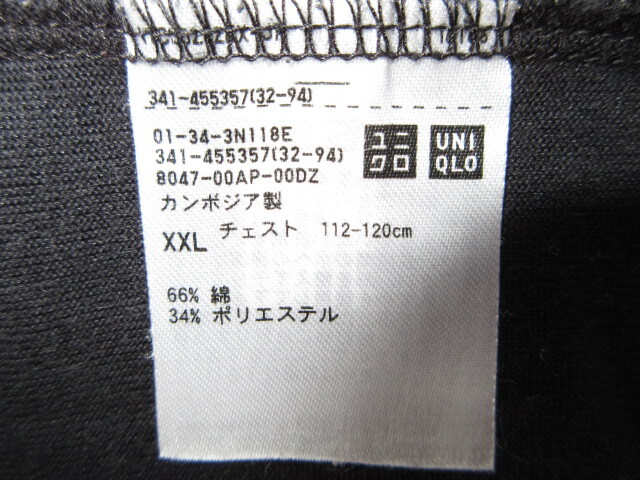 341-455357(32-94)
01-34-3N118E
341-455357(32-94)
8047-00AP-00DZ
ユニクロ
UNIQLO
カンボジア製
XXL チェスト 112-120cm
66% 綿
34% ポリエステル